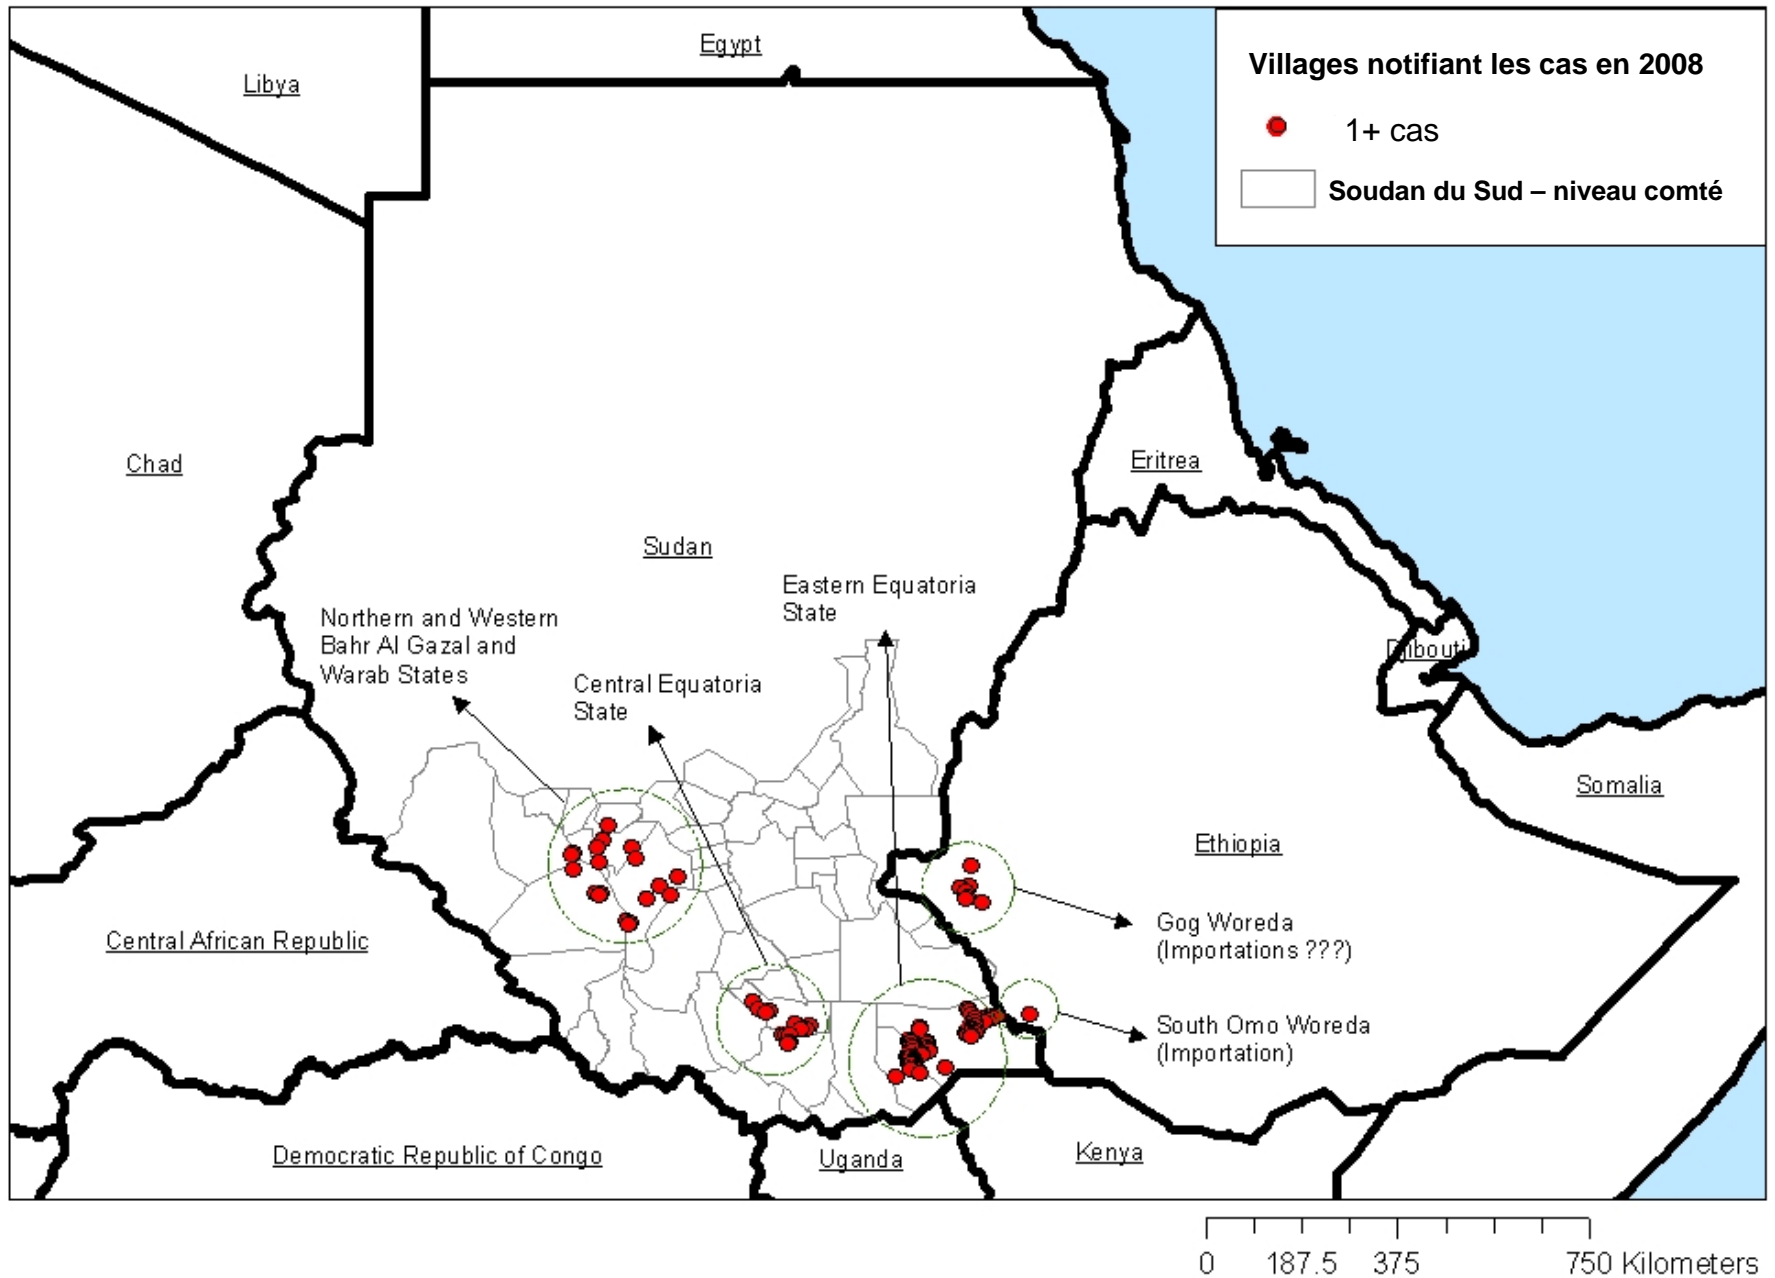 Egypt
Libya
Villages notifiant les cas en 2008
1+ cas
Soudan du Sud – niveau comté
Chad
Eritrea
Sudan
Eastern Equatoria
State
Northern and Western
Bahr Al Gazal and
Warab States
Djibouti
Central Equatoria
State
Somalia
Ethiopia
Gog Woreda
(Importations ???)
Central African Republic
South Omo Woreda
(Importation)
Democratic Republic of Congo
Uganda
Kenya
0 187.5 375 750 Kilometers